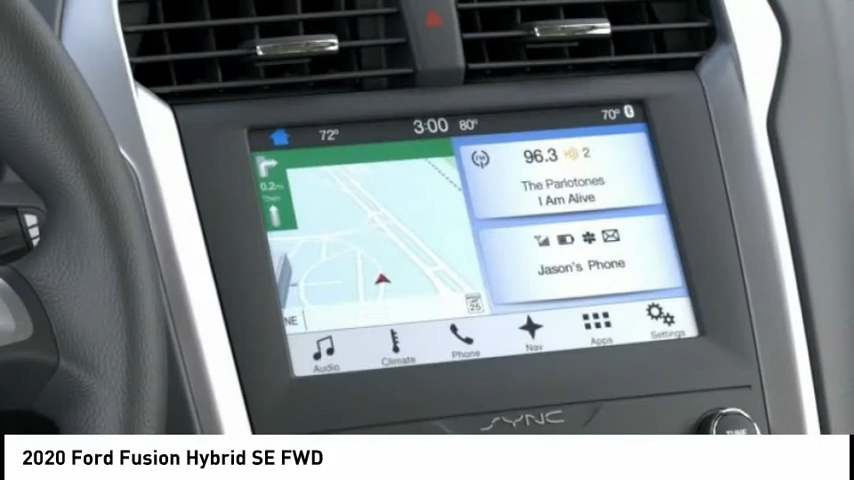 72° 3:00 80° 70°
0.2mi
Then
FM 96.3 2
The Parlotones
I Am Alive
Jason's Phone
25
NE
Audio Climate Phone Nav Apps Settings
SYNC
TUNE
2020 Ford Fusion Hybrid SE FWD